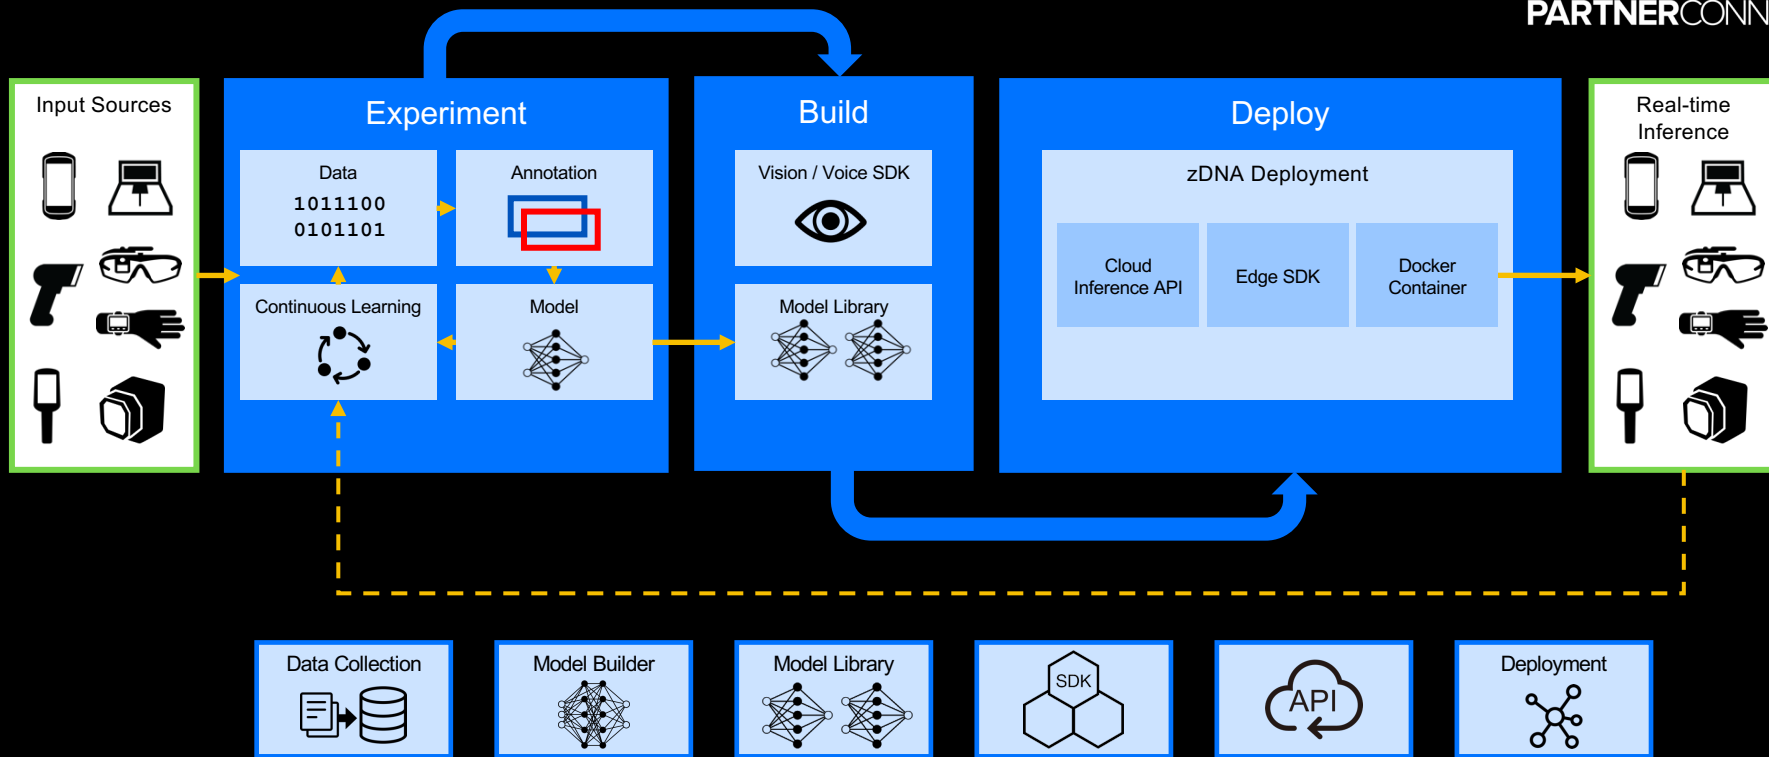 PARTNERCONN
Input Sources
Experiment
Data
1011100
0101101
Annotation
Continuous Learning
Model
Build
Vision / Voice SDK
Model Library
Deploy
zDNA Deployment
Cloud
Inference API
Edge SDK
Docker
Container
Real-time
Inference
Data Collection
Model Builder
Model Library
SDK
API
Deployment